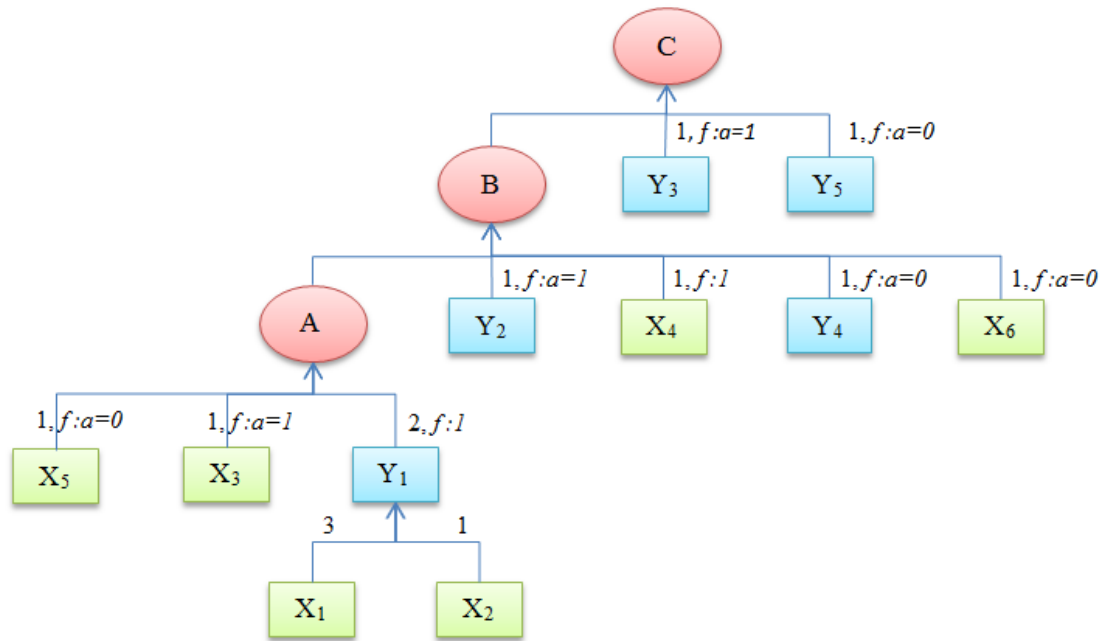 C
1, f:a=1
1, f:a=0
B
Y₃
Y₅
1, f:a=1
1, f:1
1, f:a=0
1, f:a=0
A
Y₂
X₄
Y₄
X₆
1, f:a=0
1, f:a=1
2, f:1
X₅
X₃
Y₁
3
1
X₁
X₂